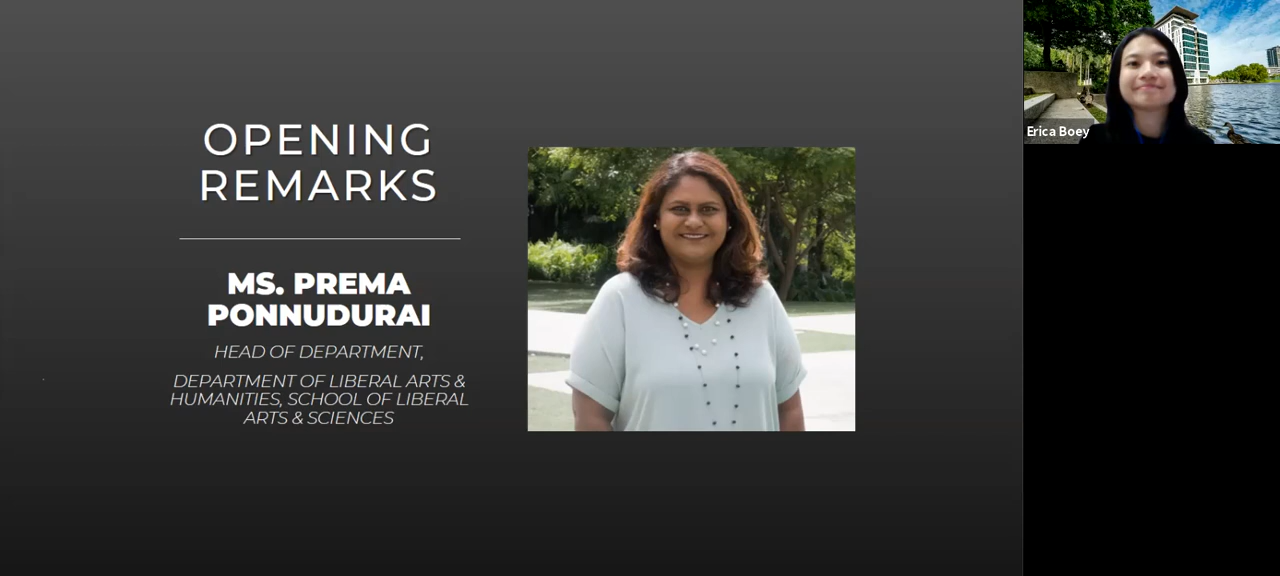 OPENING
REMARKS
MS. PREMA
PONNUDURAI
HEAD OF DEPARTMENT,
DEPARTMENT OF LIBERAL ARTS &
HUMANITIES, SCHOOL OF LIBERAL
ARTS & SCIENCES
Erica Boey